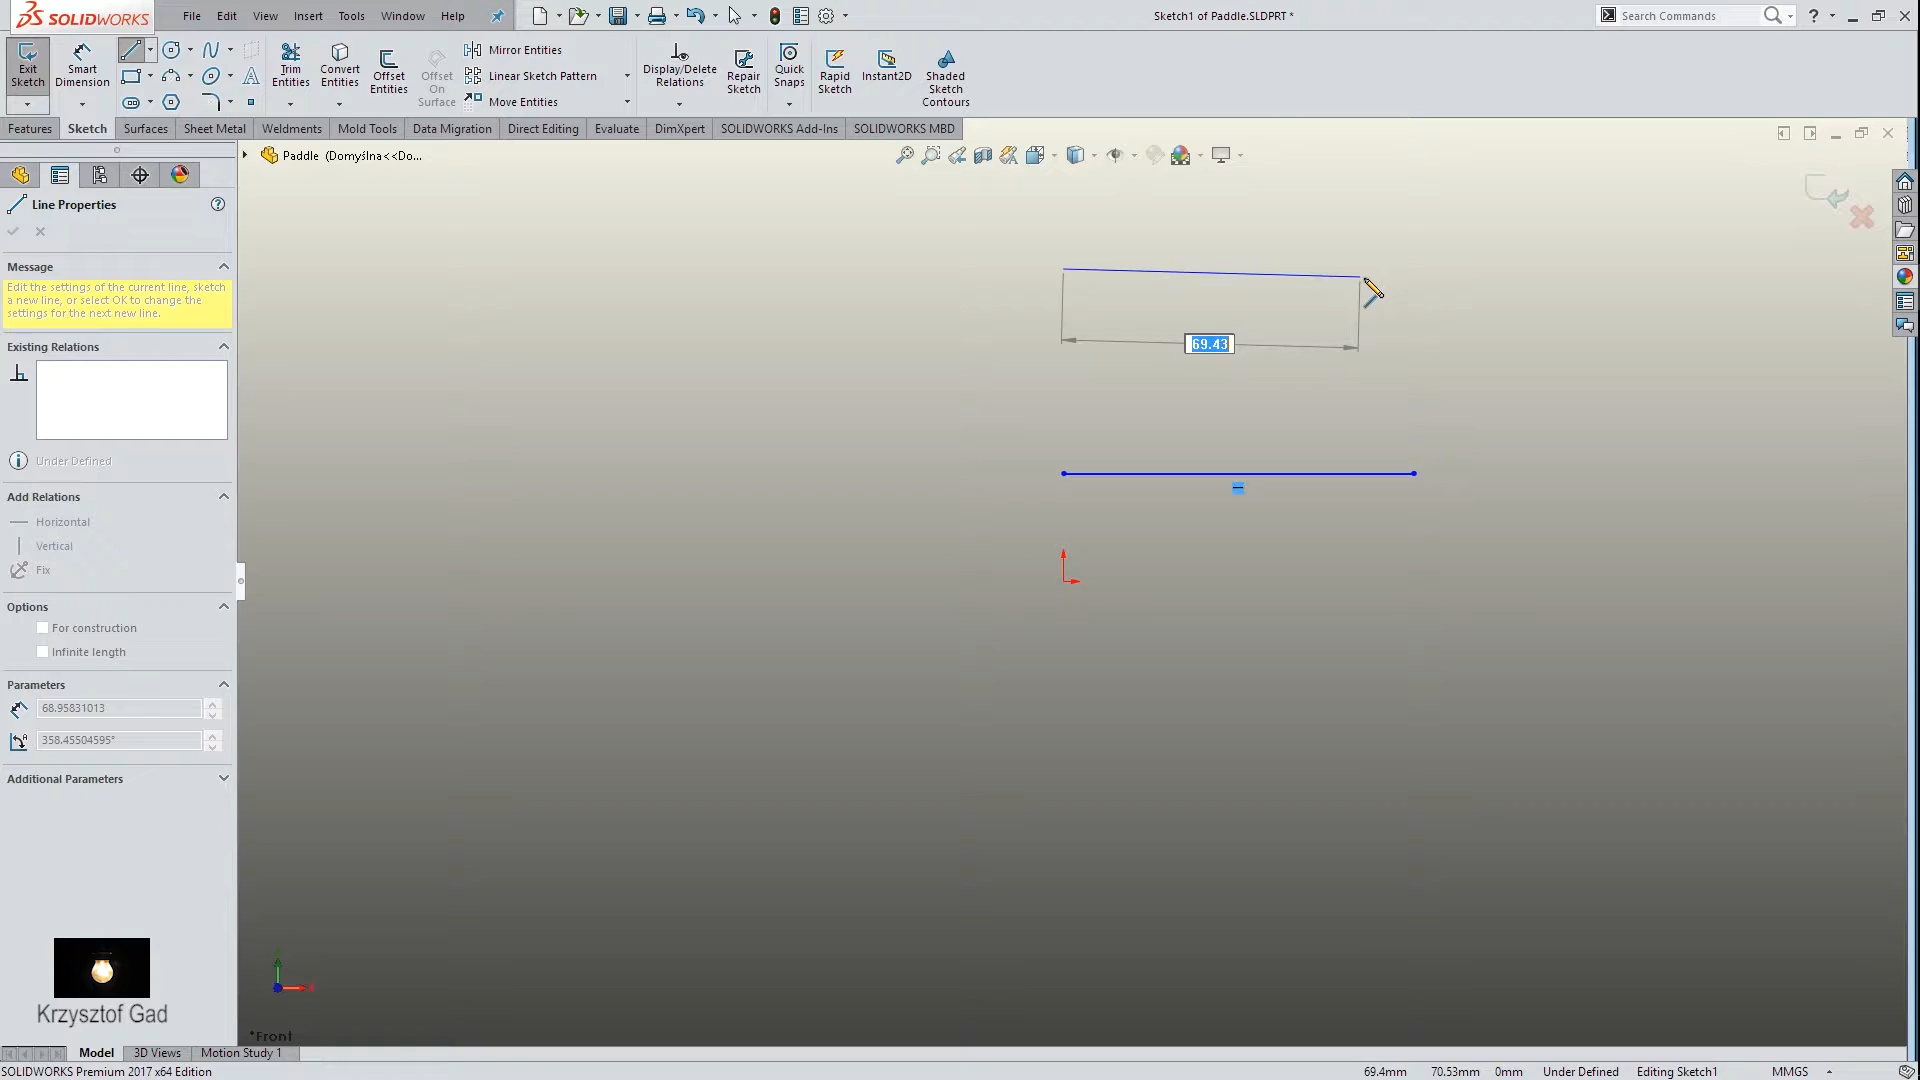 SOLIDWORKS
File Edit View Insert Tools Window Help
Sketch1 of Paddle.SLDPRT *
Search Commands
Exit Sketch
Smart Dimension
Trim Entities
Convert Entities
Offset Entities
Offset On Surface
Mirror Entities
Linear Sketch Pattern
Move Entities
Display/Delete Relations
Repair Sketch
Quick Snaps
Rapid Sketch
Instant2D
Shaded Sketch Contours
Features Sketch Surfaces Sheet Metal Weldments Mold Tools Data Migration Direct Editing Evaluate DimXpert SOLIDWORKS Add-Ins SOLIDWORKS MBD
Paddle (Domyślna<<Do...
Line Properties
Message
Edit the settings of the current line, sketch
a new line, or select OK to change the
settings for the next new line.
Existing Relations
Under Defined
Add Relations
Horizontal
Vertical
Fix
Options
For construction
Infinite length
Parameters
68.95831013
358.45504595°
Additional Parameters
69.43
Krzysztof Gad
*Front
Model 3D Views Motion Study 1
SOLIDWORKS Premium 2017 x64 Edition
69.4mm 70.53mm 0mm Under Defined Editing Sketch1 MMGS